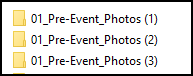 01_Pre-Event_Photos (1)
01_Pre-Event_Photos (2)
01_Pre-Event_Photos (3)